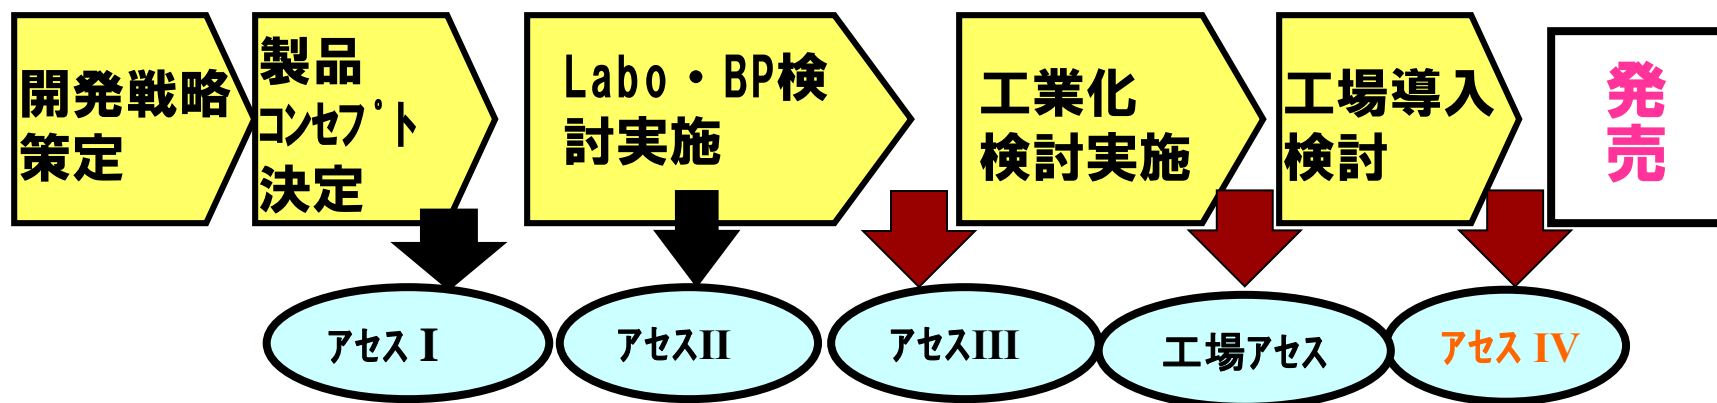 開発戦略
策定
製品
コンセプト
決定
Labo・BP検
討実施
工業化
検討実施
工場導入
検討
発
売
アセス I
アセスII
アセスIII
工場アセス
アセス IV